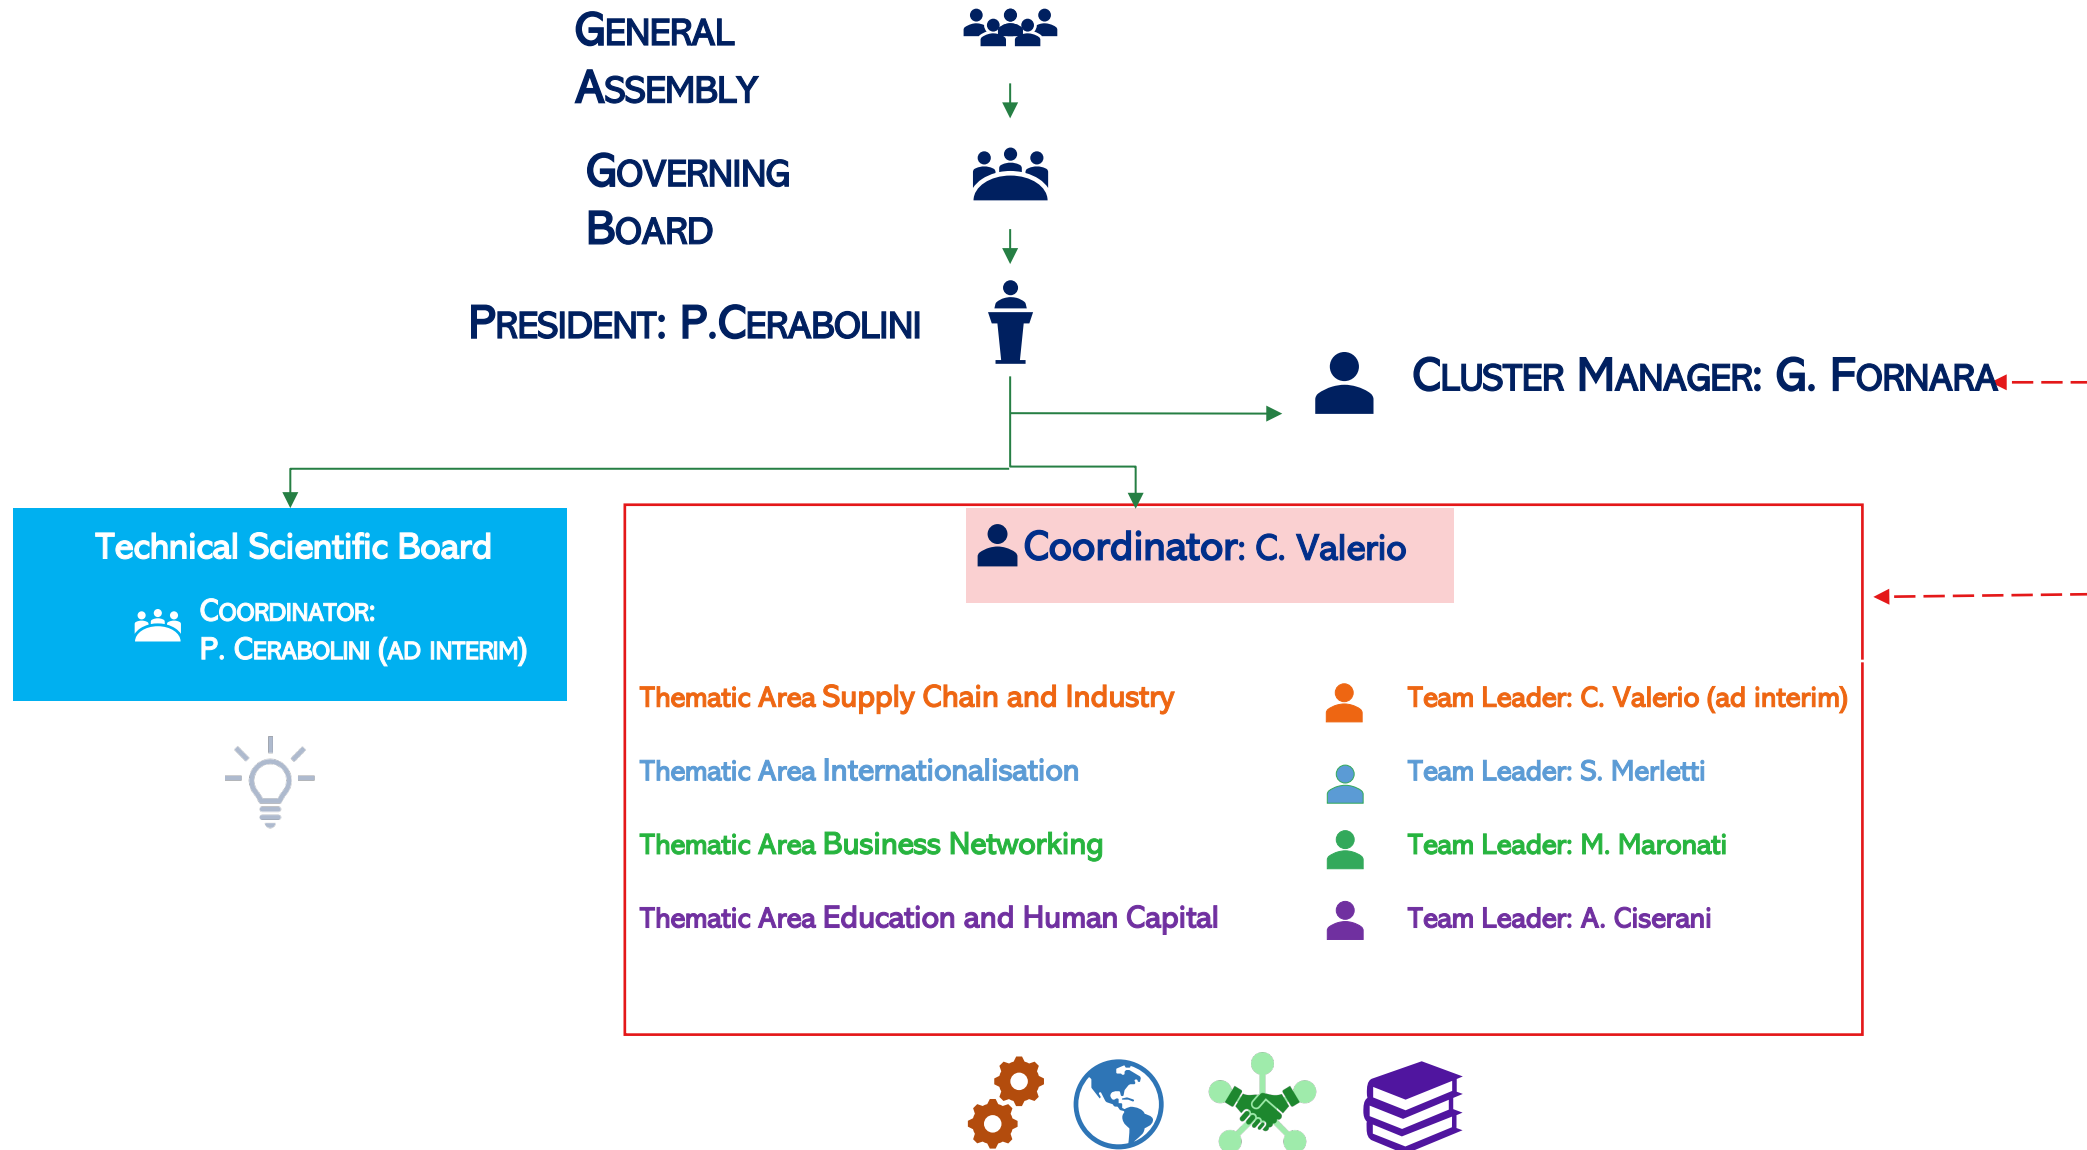 GENERAL
ASSEMBLY
GOVERNING
BOARD
PRESIDENT: P.CERABOLINI
CLUSTER MANAGER: G. FORNARA
Technical Scientific Board
COORDINATOR:
P. CERABOLINI (AD INTERIM)
Coordinator: C. Valerio
Thematic Area Supply Chain and Industry
Team Leader: C. Valerio (ad interim)
Thematic Area Internationalisation
Team Leader: S. Merletti
Thematic Area Business Networking
Team Leader: M. Maronati
Thematic Area Education and Human Capital
Team Leader: A. Ciserani